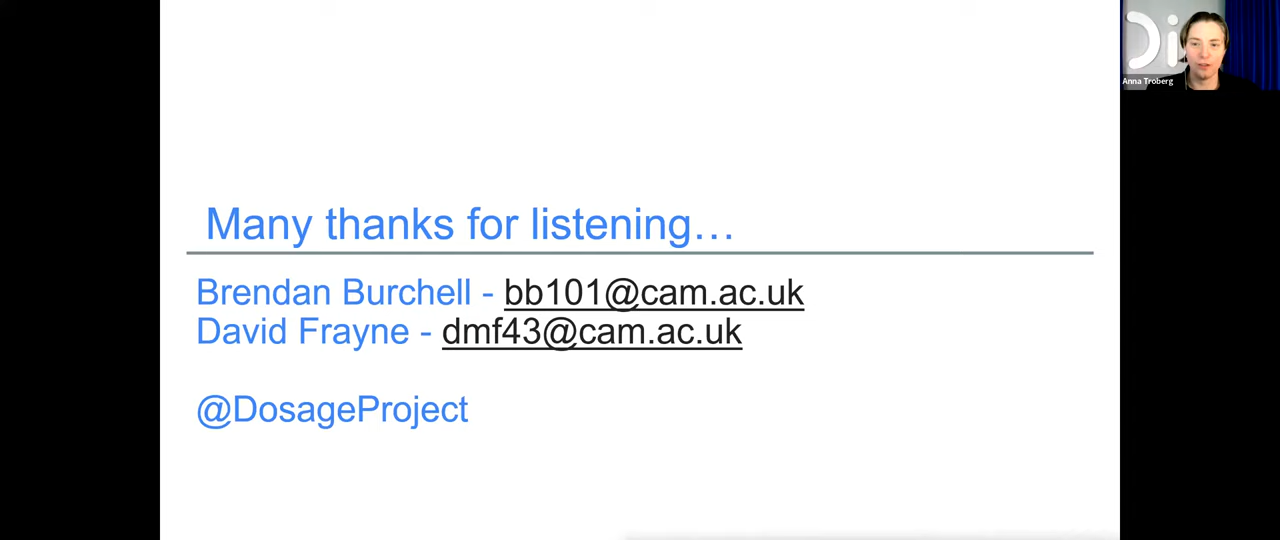 Di
Anna Troberg
Many thanks for listening…
Brendan Burchell - bb101@cam.ac.uk
David Frayne - dmf43@cam.ac.uk
@DosageProject